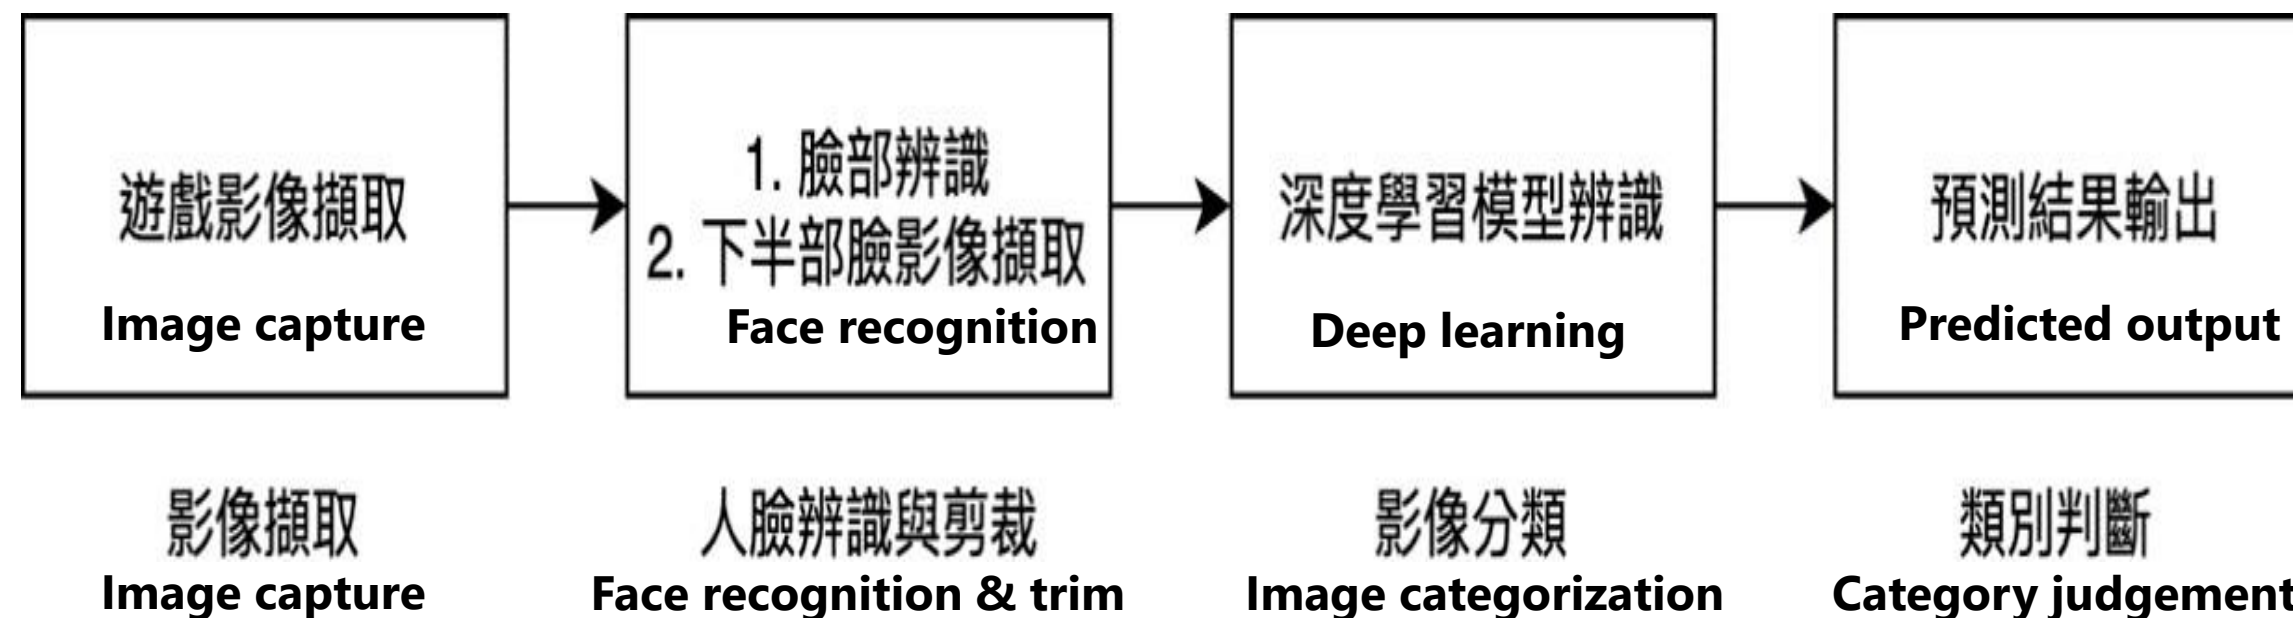 遊戲影像擷取
Image capture
1. 臉部辨識
2. 下半部臉影像擷取
Face recognition
深度學習模型辨識
Deep learning
預測結果輸出
Predicted output
影像擷取
Image capture
人臉辨識與剪裁
Face recognition & trim
影像分類
Image categorization
類別判斷
Category judgement